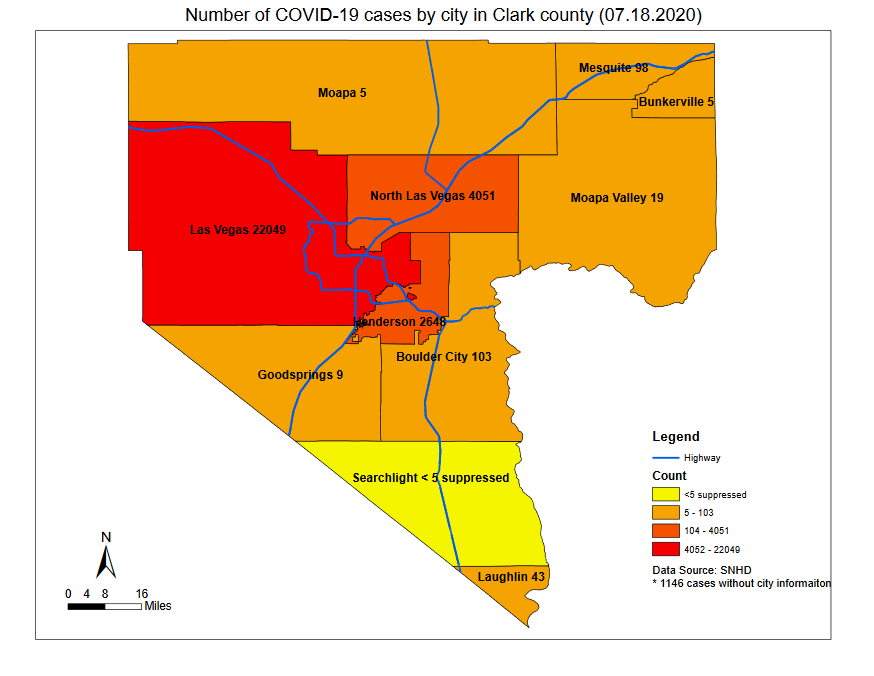 Number of COVID-19 cases by city in Clark county (07.18.2020)
Mesquite 98
Moapa 5
Bunkerville 5
North Las Vegas 4051
Moapa Valley 19
Las Vegas 22049
Henderson 2648
Boulder City 103
Goodsprings 9
Searchlight < 5 suppressed
Laughlin 43
Legend
Highway
Count
<5 suppressed
5 - 103
104 - 4051
4052 - 22049
Data Source: SNHD
* 1146 cases without city informaiton
N
0 4 8 16
Miles